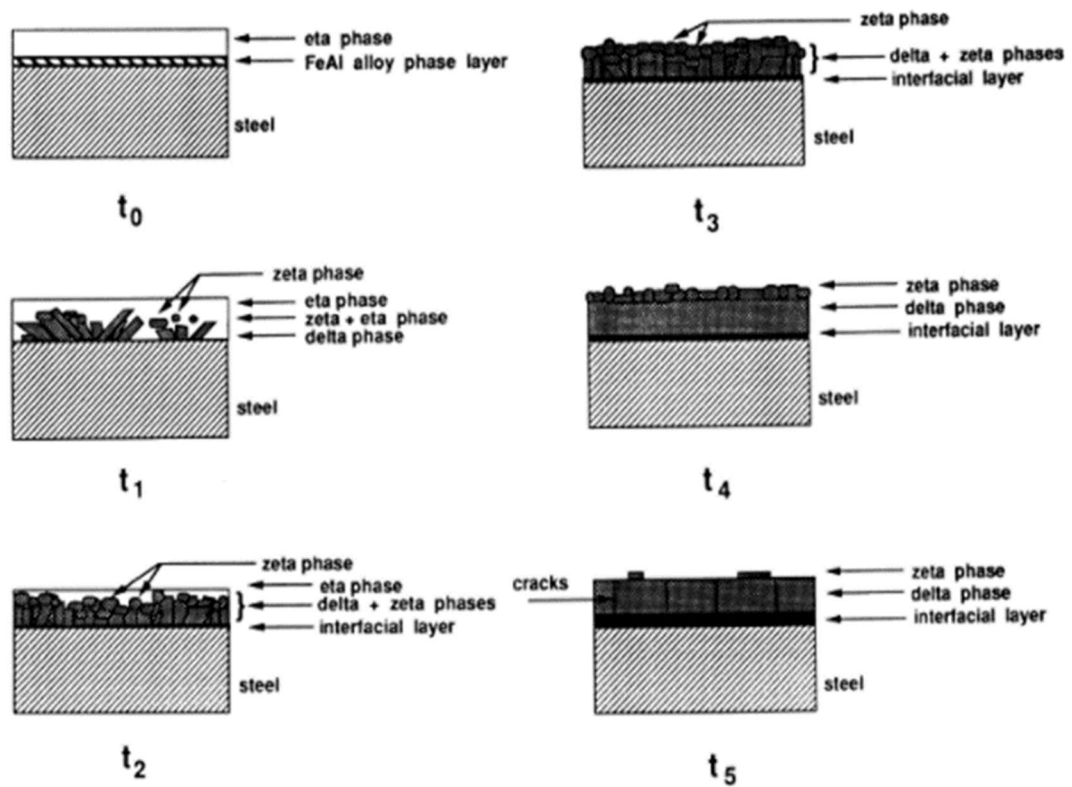 eta phase
FeAl alloy phase layer
steel
t0
zeta phase
eta phase
zeta + eta phase
delta phase
steel
t1
zeta phase
eta phase
delta + zeta phases
interfacial layer
steel
t2
zeta phase
delta + zeta phases
interfacial layer
steel
t3
zeta phase
delta phase
interfacial layer
steel
t4
cracks
zeta phase
delta phase
interfacial layer
steel
t5